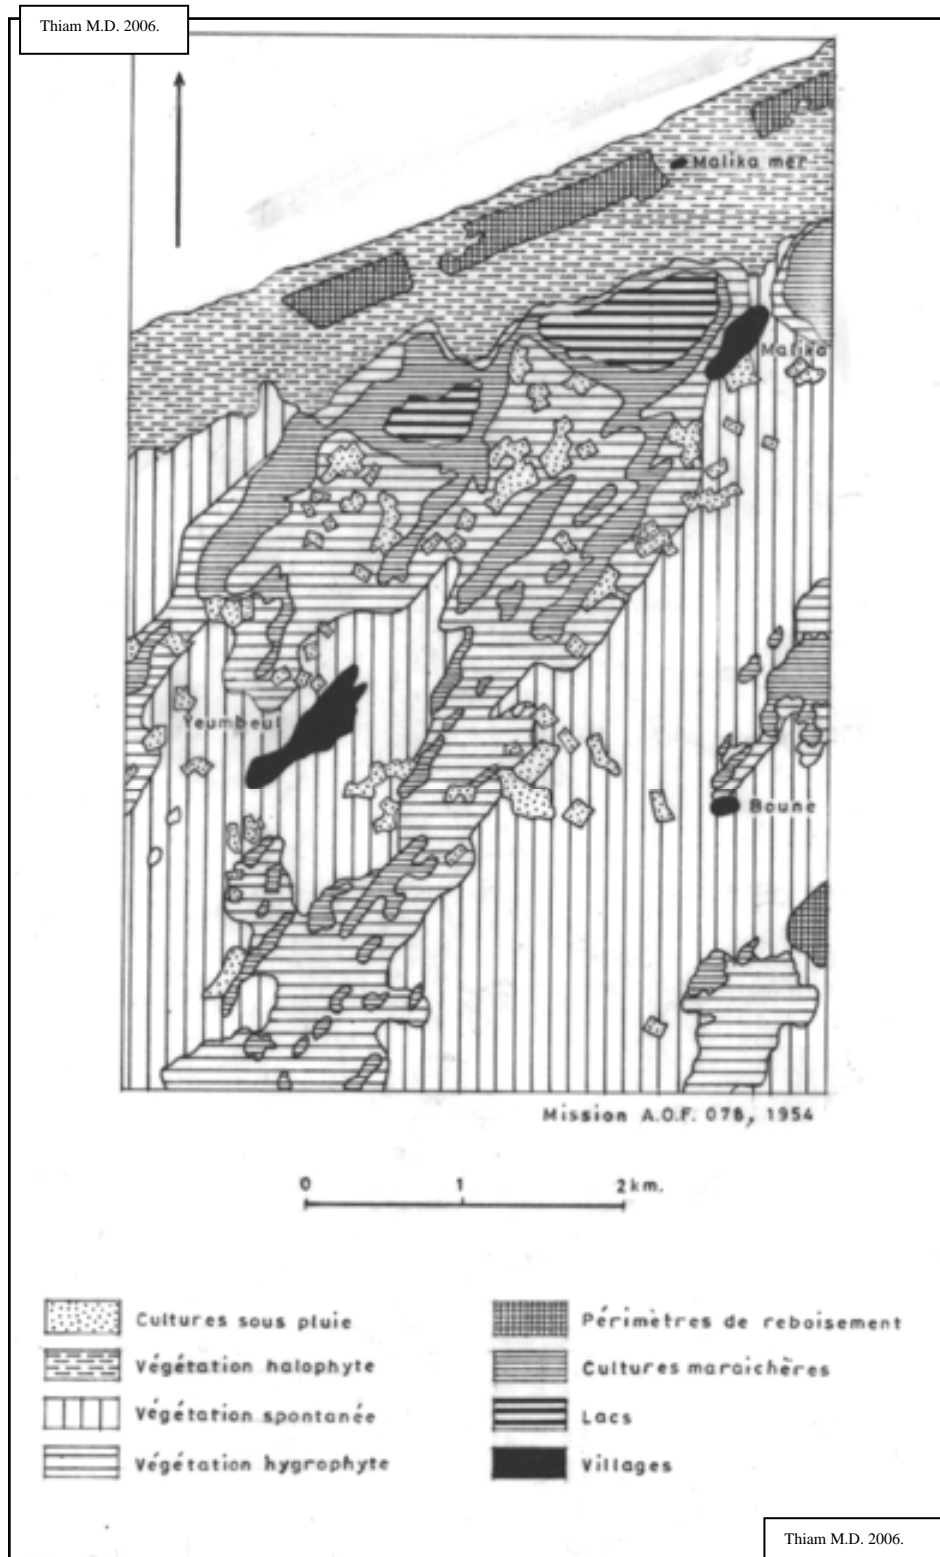 Thiam M.D. 2006.
Malika mer
Malika
Yeumbeul
Boune
Mission A.O.F. 078, 1954
0 1 2 km.
Cultures sous pluie
Végétation halophyte
Végétation spontanée
Végétation hygrophyte
Périmètres de reboisement
Cultures maraichères
Lacs
Villages
Thiam M.D. 2006.